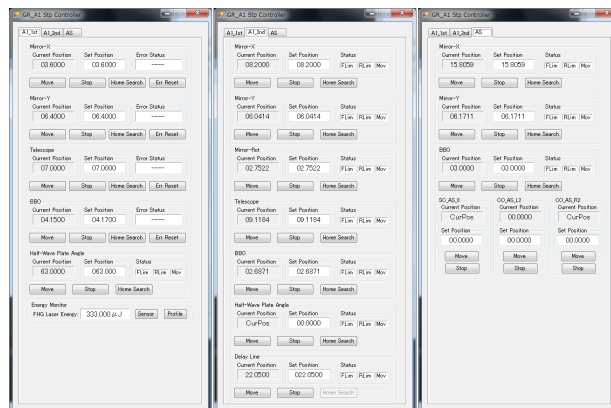 GR_A1 Stp Controller
A1_1st A1_2nd AS
Mirror-X
Current Position Set Position Error Status
03.6000 03.6000 ----
Move Stop Home Search Err Reset
Mirror-Y
Current Position Set Position Error Status
06.4000 06.4000 ----
Move Stop Home Search Err Reset
Telescope
Current Position Set Position Error Status
07.0000 07.0000 ----
Move Stop Home Search Err Reset
BBO
Current Position Set Position Error Status
04.1500 04.1700 ----
Move Stop Home Search Err Reset
Half-Wave Plate Angle
Current Position Set Position Status
63.0000 063.000 FLim RLim Mov
Move Stop Home Search
Energy Monitor
FHG Laser Energy: 333.000 μJ Sensor Profile
GR_A1 Stp Controller
A1_1st A1_2nd AS
Mirror-X
Current Position Set Position Status
08.2000 08.2000 FLim RLim Mov
Move Stop Home Search
Mirror-Y
Current Position Set Position Status
06.0414 06.0414 FLim RLim Mov
Move Stop Home Search
Mirror-Rot
Current Position Set Position Status
02.7522 02.7522 FLim RLim Mov
Move Stop Home Search
Telescope
Current Position Set Position Status
09.1184 09.1184 FLim RLim Mov
Move Stop Home Search
BBO
Current Position Set Position Status
02.6871 02.6871 FLim RLim Mov
Move Stop Home Search
Half-Wave Plate Angle
Current Position Set Position Status
CurPos 00.0000 FLim RLim Mov
Move Stop Home Search
Delay Line
Current Position Set Position Status
22.0500 022.0500 FLim RLim Mov
Move Stop Home Search
GR_A1 Stp Controller
A1_1st A1_2nd AS
Mirror-X
Current Position Set Position Status
15.8059 15.8059 FLim RLim Mov
Move Stop Home Search
Mirror-Y
Current Position Set Position Status
06.1711 06.1711 FLim RLim Mov
Move Stop Home Search
BBO
Current Position Set Position Status
03.0000 03.0000 FLim RLim Mov
Move Stop Home Search
SC_AS_0 CO_AS_L2 CO_AS_R2
Current Position Current Position Current Position
CurPos 00.0000 CurPos
Set Position Set Position Set Position
00.0000 00.0000 00.0000
Move Move Move
Stop Stop Stop